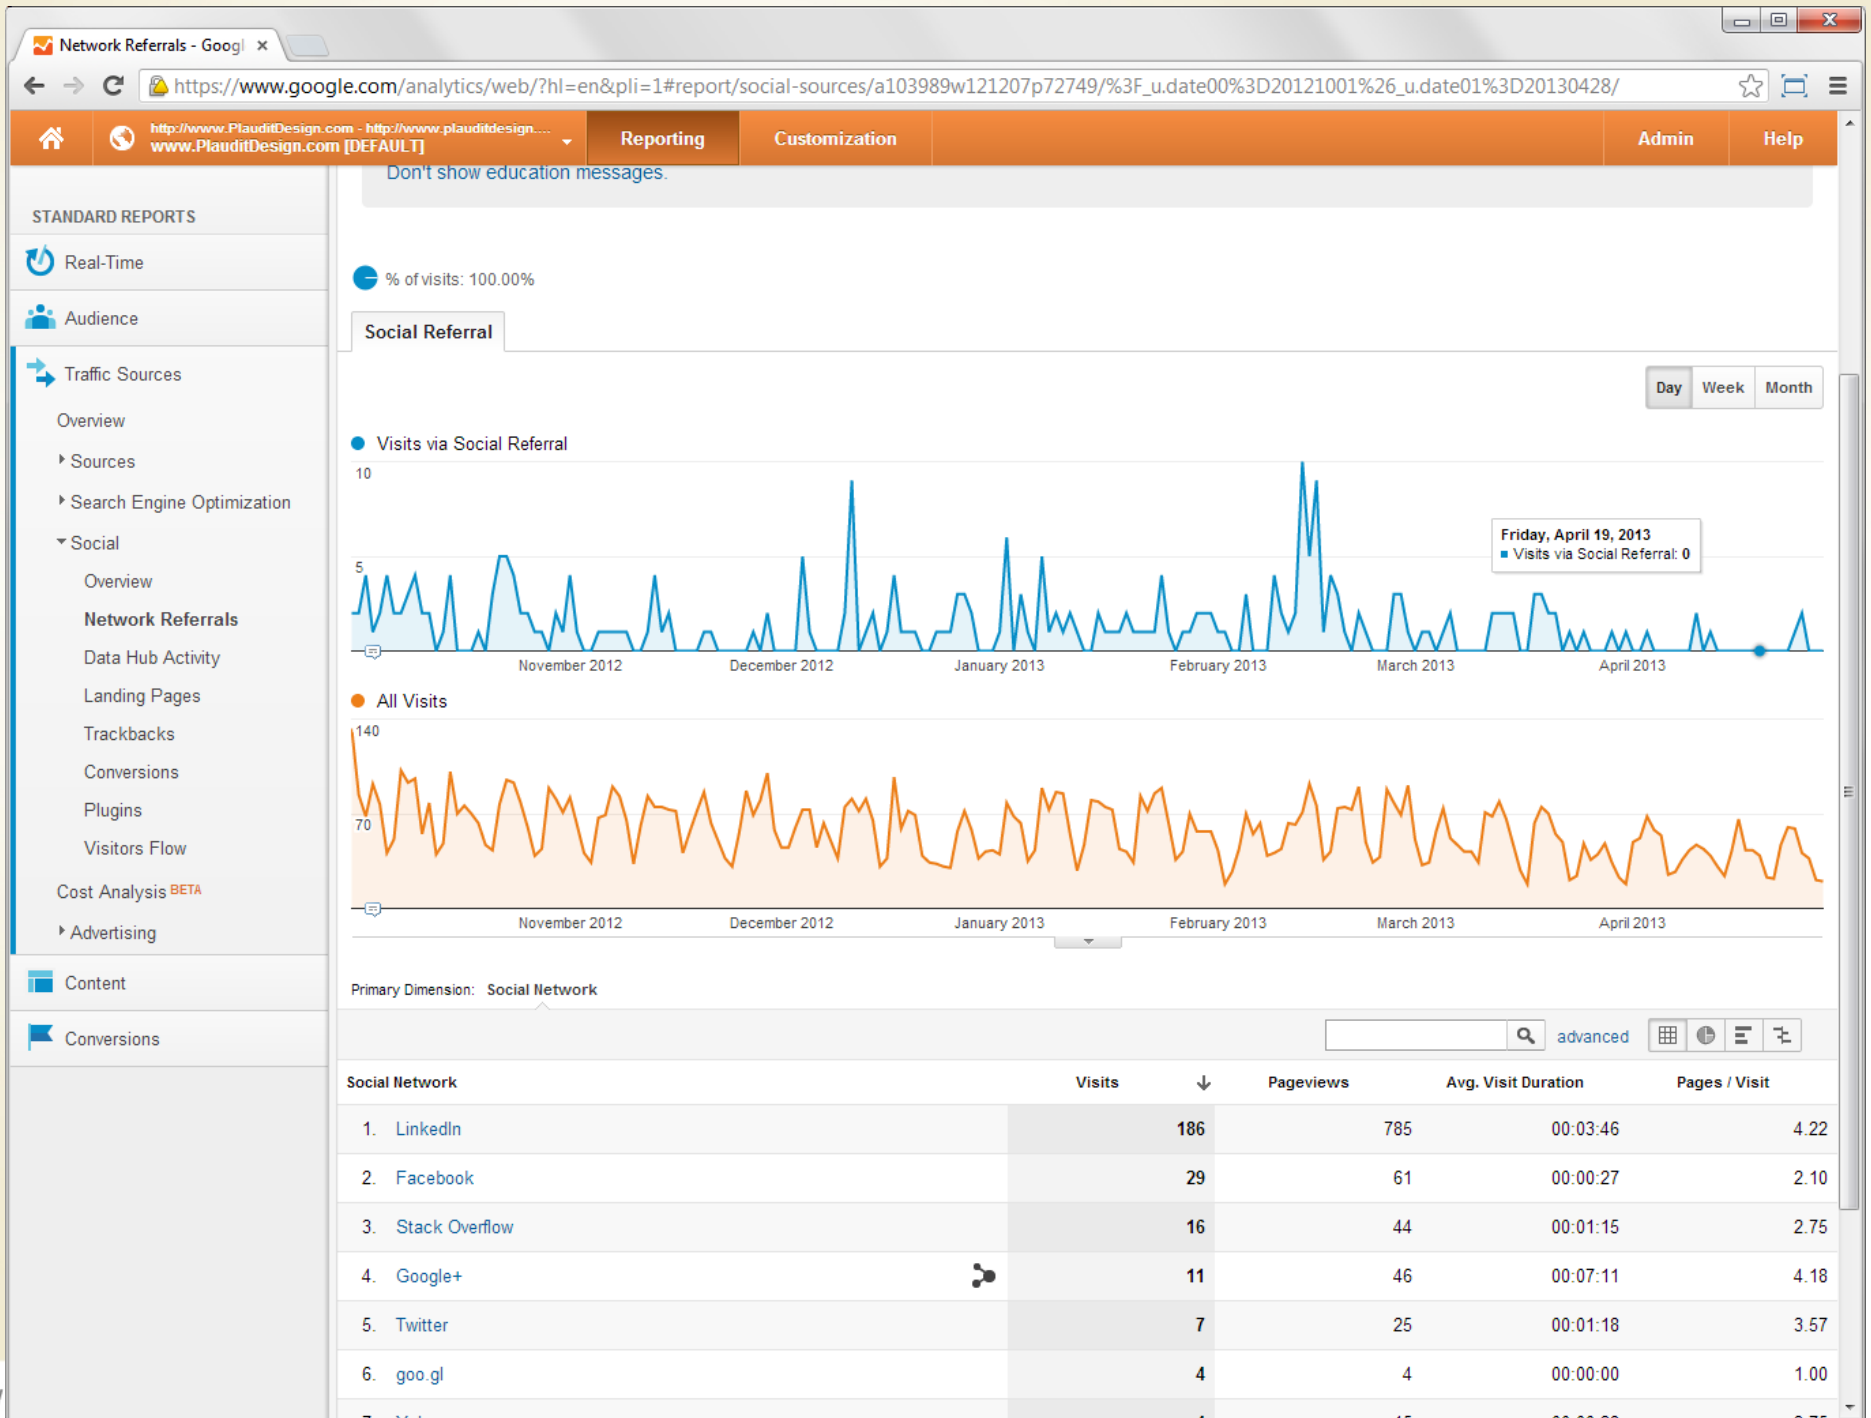 Network Referrals - Googl
https://www.google.com/analytics/web/?hl=en&pli=1#report/social-sources/a103989w121207p72749/%3F_u.date00%3D20121001%26_u.date01%3D20130428/
http://www.PlauditDesign.com - http://www.plauditdesign....
www.PlauditDesign.com [DEFAULT]
Reporting
Customization
Admin
Help
Don't show education messages.
STANDARD REPORTS
Real-Time
Audience
Traffic Sources
Overview
Sources
Search Engine Optimization
Social
Overview
Network Referrals
Data Hub Activity
Landing Pages
Trackbacks
Conversions
Plugins
Visitors Flow
Cost Analysis BETA
Advertising
Content
Conversions
% of visits: 100.00%
Social Referral
Day Week Month
Visits via Social Referral
10
5
Friday, April 19, 2013
Visits via Social Referral: 0
November 2012 December 2012 January 2013 February 2013 March 2013 April 2013
All Visits
140
70
November 2012 December 2012 January 2013 February 2013 March 2013 April 2013
Primary Dimension: Social Network
advanced
Social Network Visits Pageviews Avg. Visit Duration Pages / Visit
1. LinkedIn 186 785 00:03:46 4.22
2. Facebook 29 61 00:00:27 2.10
3. Stack Overflow 16 44 00:01:15 2.75
4. Google+ 11 46 00:07:11 4.18
5. Twitter 7 25 00:01:18 3.57
6. goo.gl 4 4 00:00:00 1.00